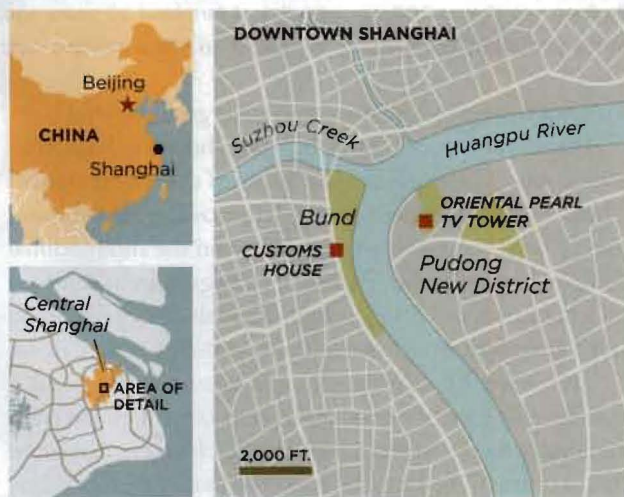 Beijing
CHINA
Shanghai
Central
Shanghai
AREA OF
DETAIL
DOWNTOWN SHANGHAI
Suzhou Creek
Huangpu River
Bund
ORIENTAL PEARL
TV TOWER
CUSTOMS
HOUSE
Pudong
New District
2,000 FT.